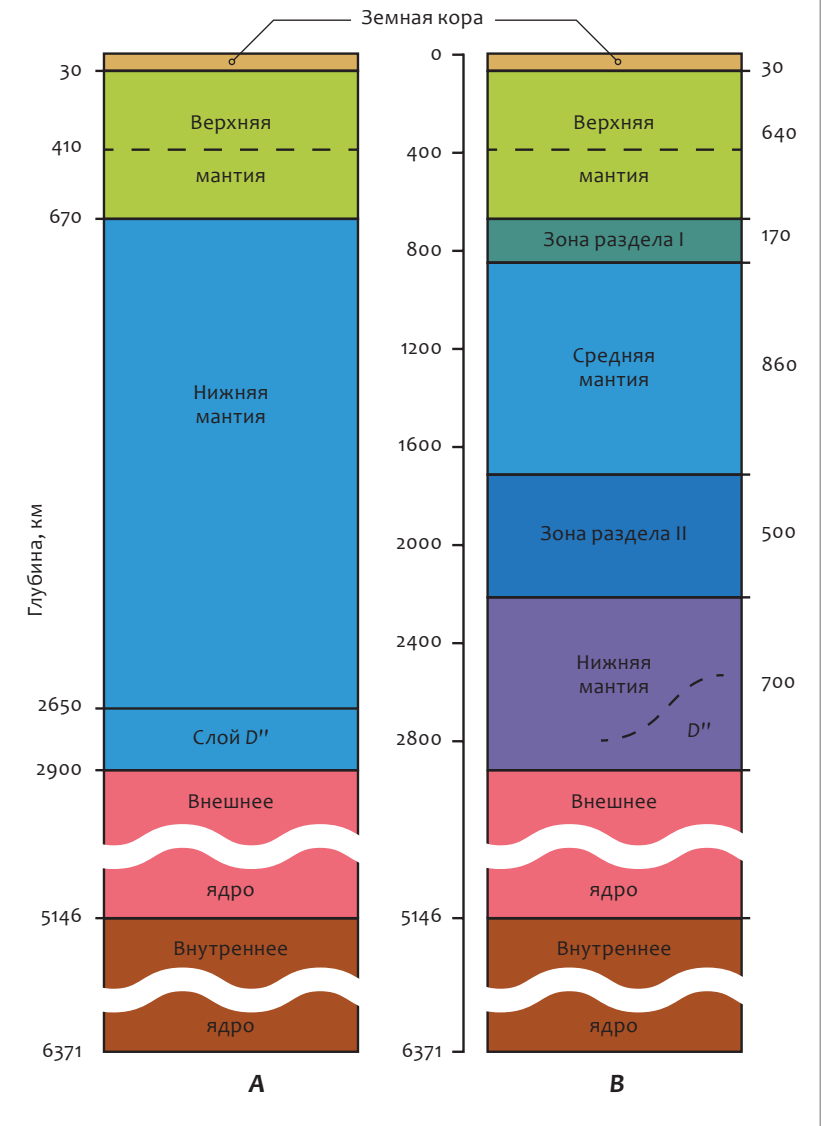 Земная кора
Глубина, км
30
410
670
2650
2900
5146
6371
Верхняя
мантия
Нижняя
мантия
Слой D''
Внешнее
ядро
Внутреннее
ядро
A
0
400
800
1200
1600
2000
2400
2800
5146
6371
Верхняя
мантия
Зона раздела I
Средняя
мантия
Зона раздела II
Нижняя
мантия
D''
Внешнее
ядро
Внутреннее
ядро
B
30
640
170
860
500
700